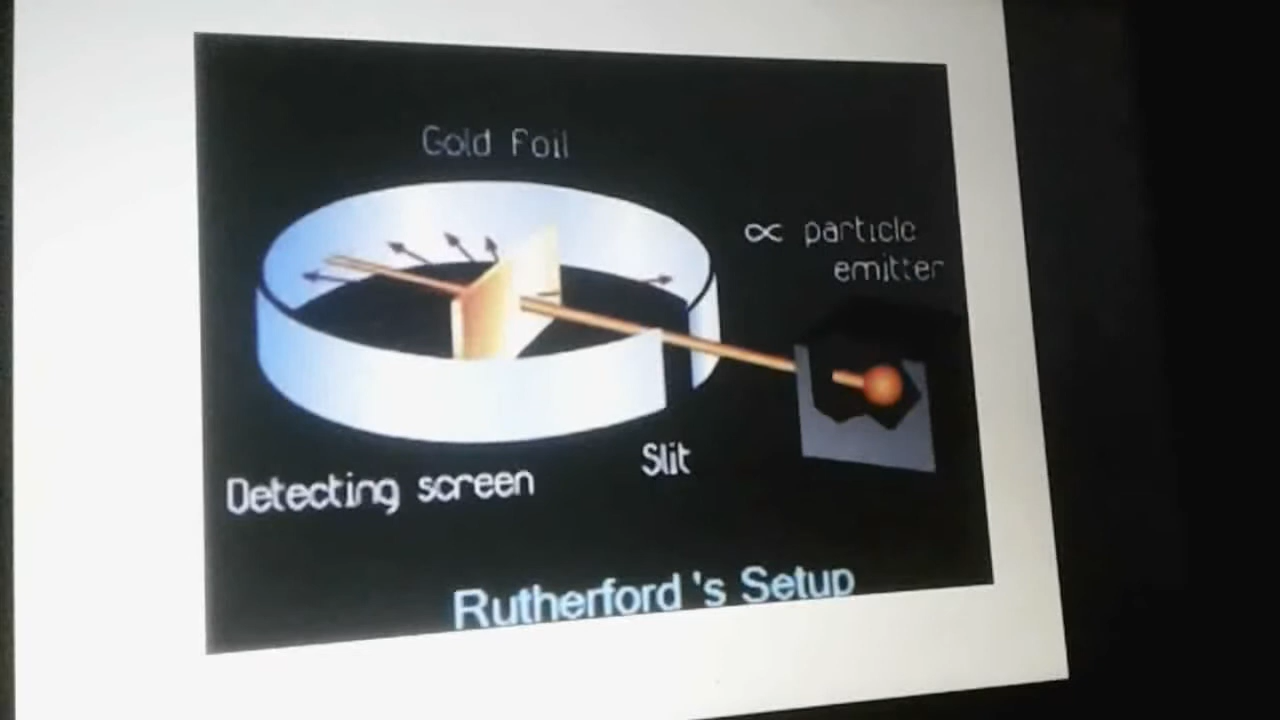 Gold Foil
∝ particle
emitter
Slit
Detecting screen
Rutherford 's Setup